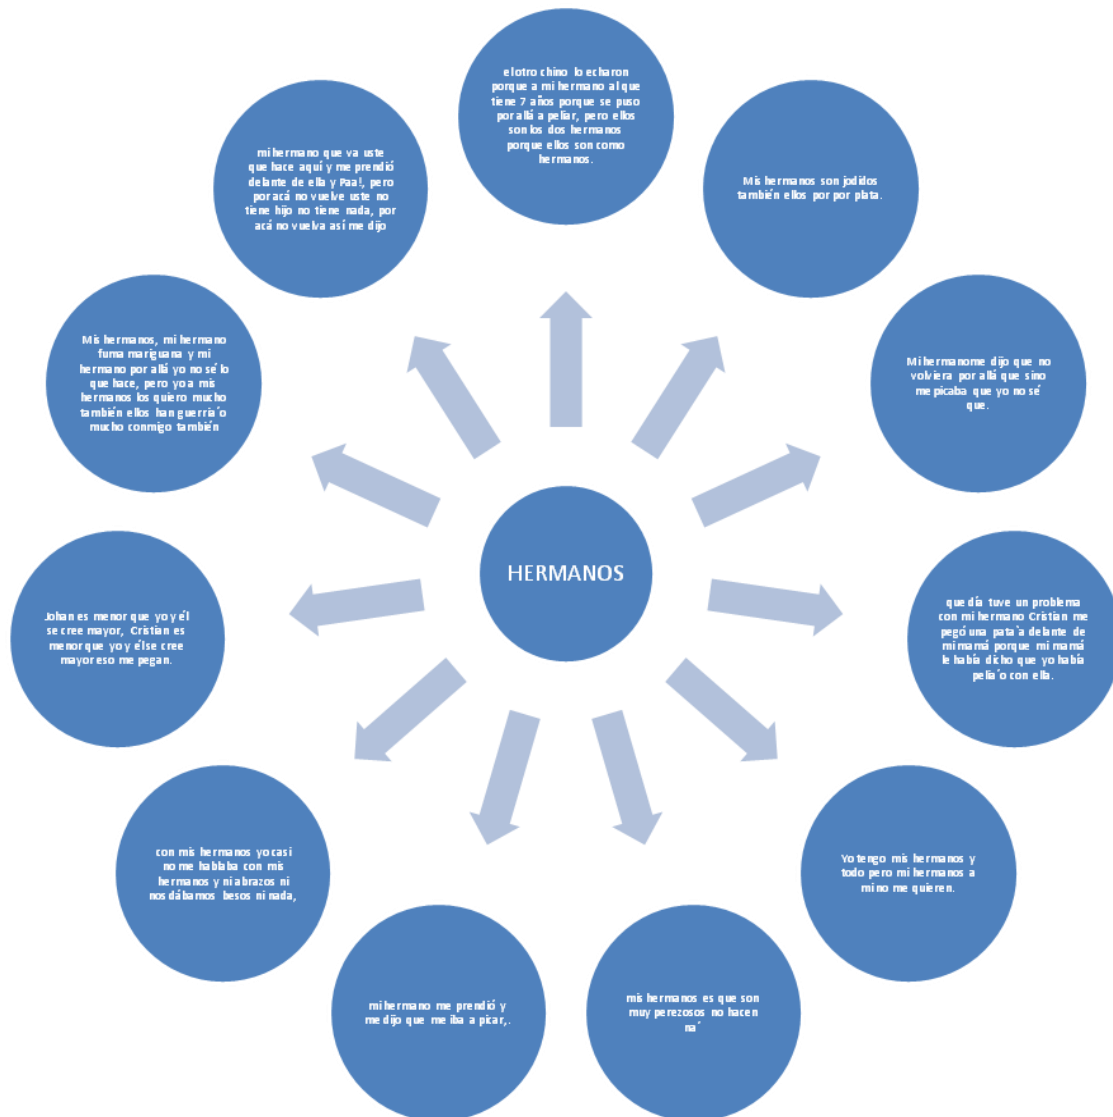 HERMANOS
el otro chino lo echaron
porque a mi hermano al que
tiene 7 años porque se puso
por allá a peliar, pero ellos
son los dos hermanos
porque ellos son como
hermanos.
Mis hermanos son jodidos
también ellos por por plata.
Mi hermanome dijo que no
volviera por allá que sino
me picaba que yo no sé
que.
que día tuve un problema
con mi hermano Cristian me
pegó una pata`a delante de
mi mamá porque mi mamá
le había dicho que yo había
pelia´o con ella.
Yo tengo mis hermanos y
todo pero mi hermanos a
mi no me quieren.
mis hermanos es que son
muy perezosos no hacen
na´
mi hermano me prendió y
me dijo que me iba a picar,.
con mis hermanos yo casi
no me hablaba con mis
hermanos y ni abrazos ni
nos dábamos besos ni nada,
Johan es menor que yo y él
se cree mayor, Cristian es
menor que yo y él se cree
mayor eso me pegan.
Mis hermanos, mi hermano
fuma mariguana y mi
hermano por allá yo no sé lo
que hace, pero yo a mis
hermanos los quiero mucho
también ellos han guerria´o
mucho conmigo también
mi hermano que va uste
que hace aquí y me prendió
delante de ella y Paa!, pero
por acá no vuelve uste no
tiene hijo no tiene nada, por
acá no vuelva así me dijo